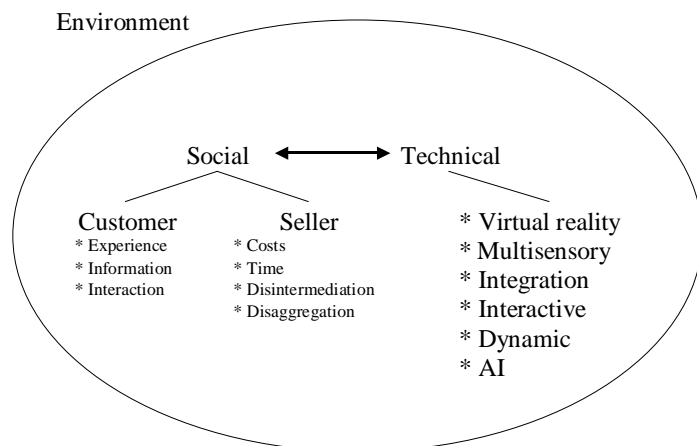 Environment
Social
Technical
Customer
* Experience
* Information
* Interaction
Seller
* Costs
* Time
* Disintermediation
* Disaggregation
* Virtual reality
* Multisensory
* Integration
* Interactive
* Dynamic
* AI